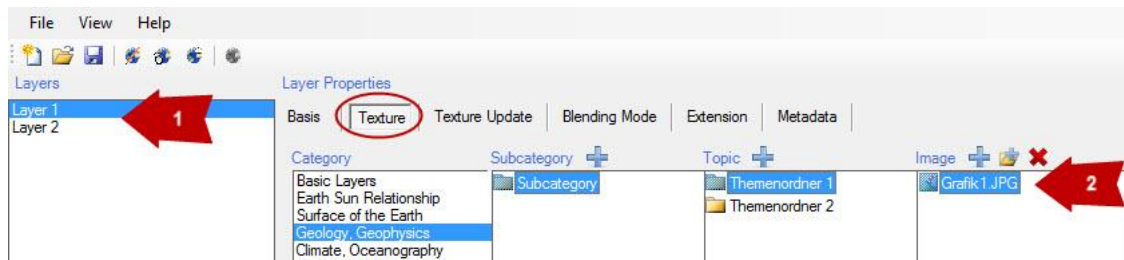 File View Help
Layers
Layer Properties
Layer 1
Layer 2
1
Basis Texture Texture Update Blending Mode Extension Metadata
Category Subcategory Topic Image
Basic Layers
Earth Sun Relationship
Surface of the Earth
Geology, Geophysics
Climate, Oceanography
Subcategory
Themenordner 1
Themenordner 2
Grafik1.JPG
2